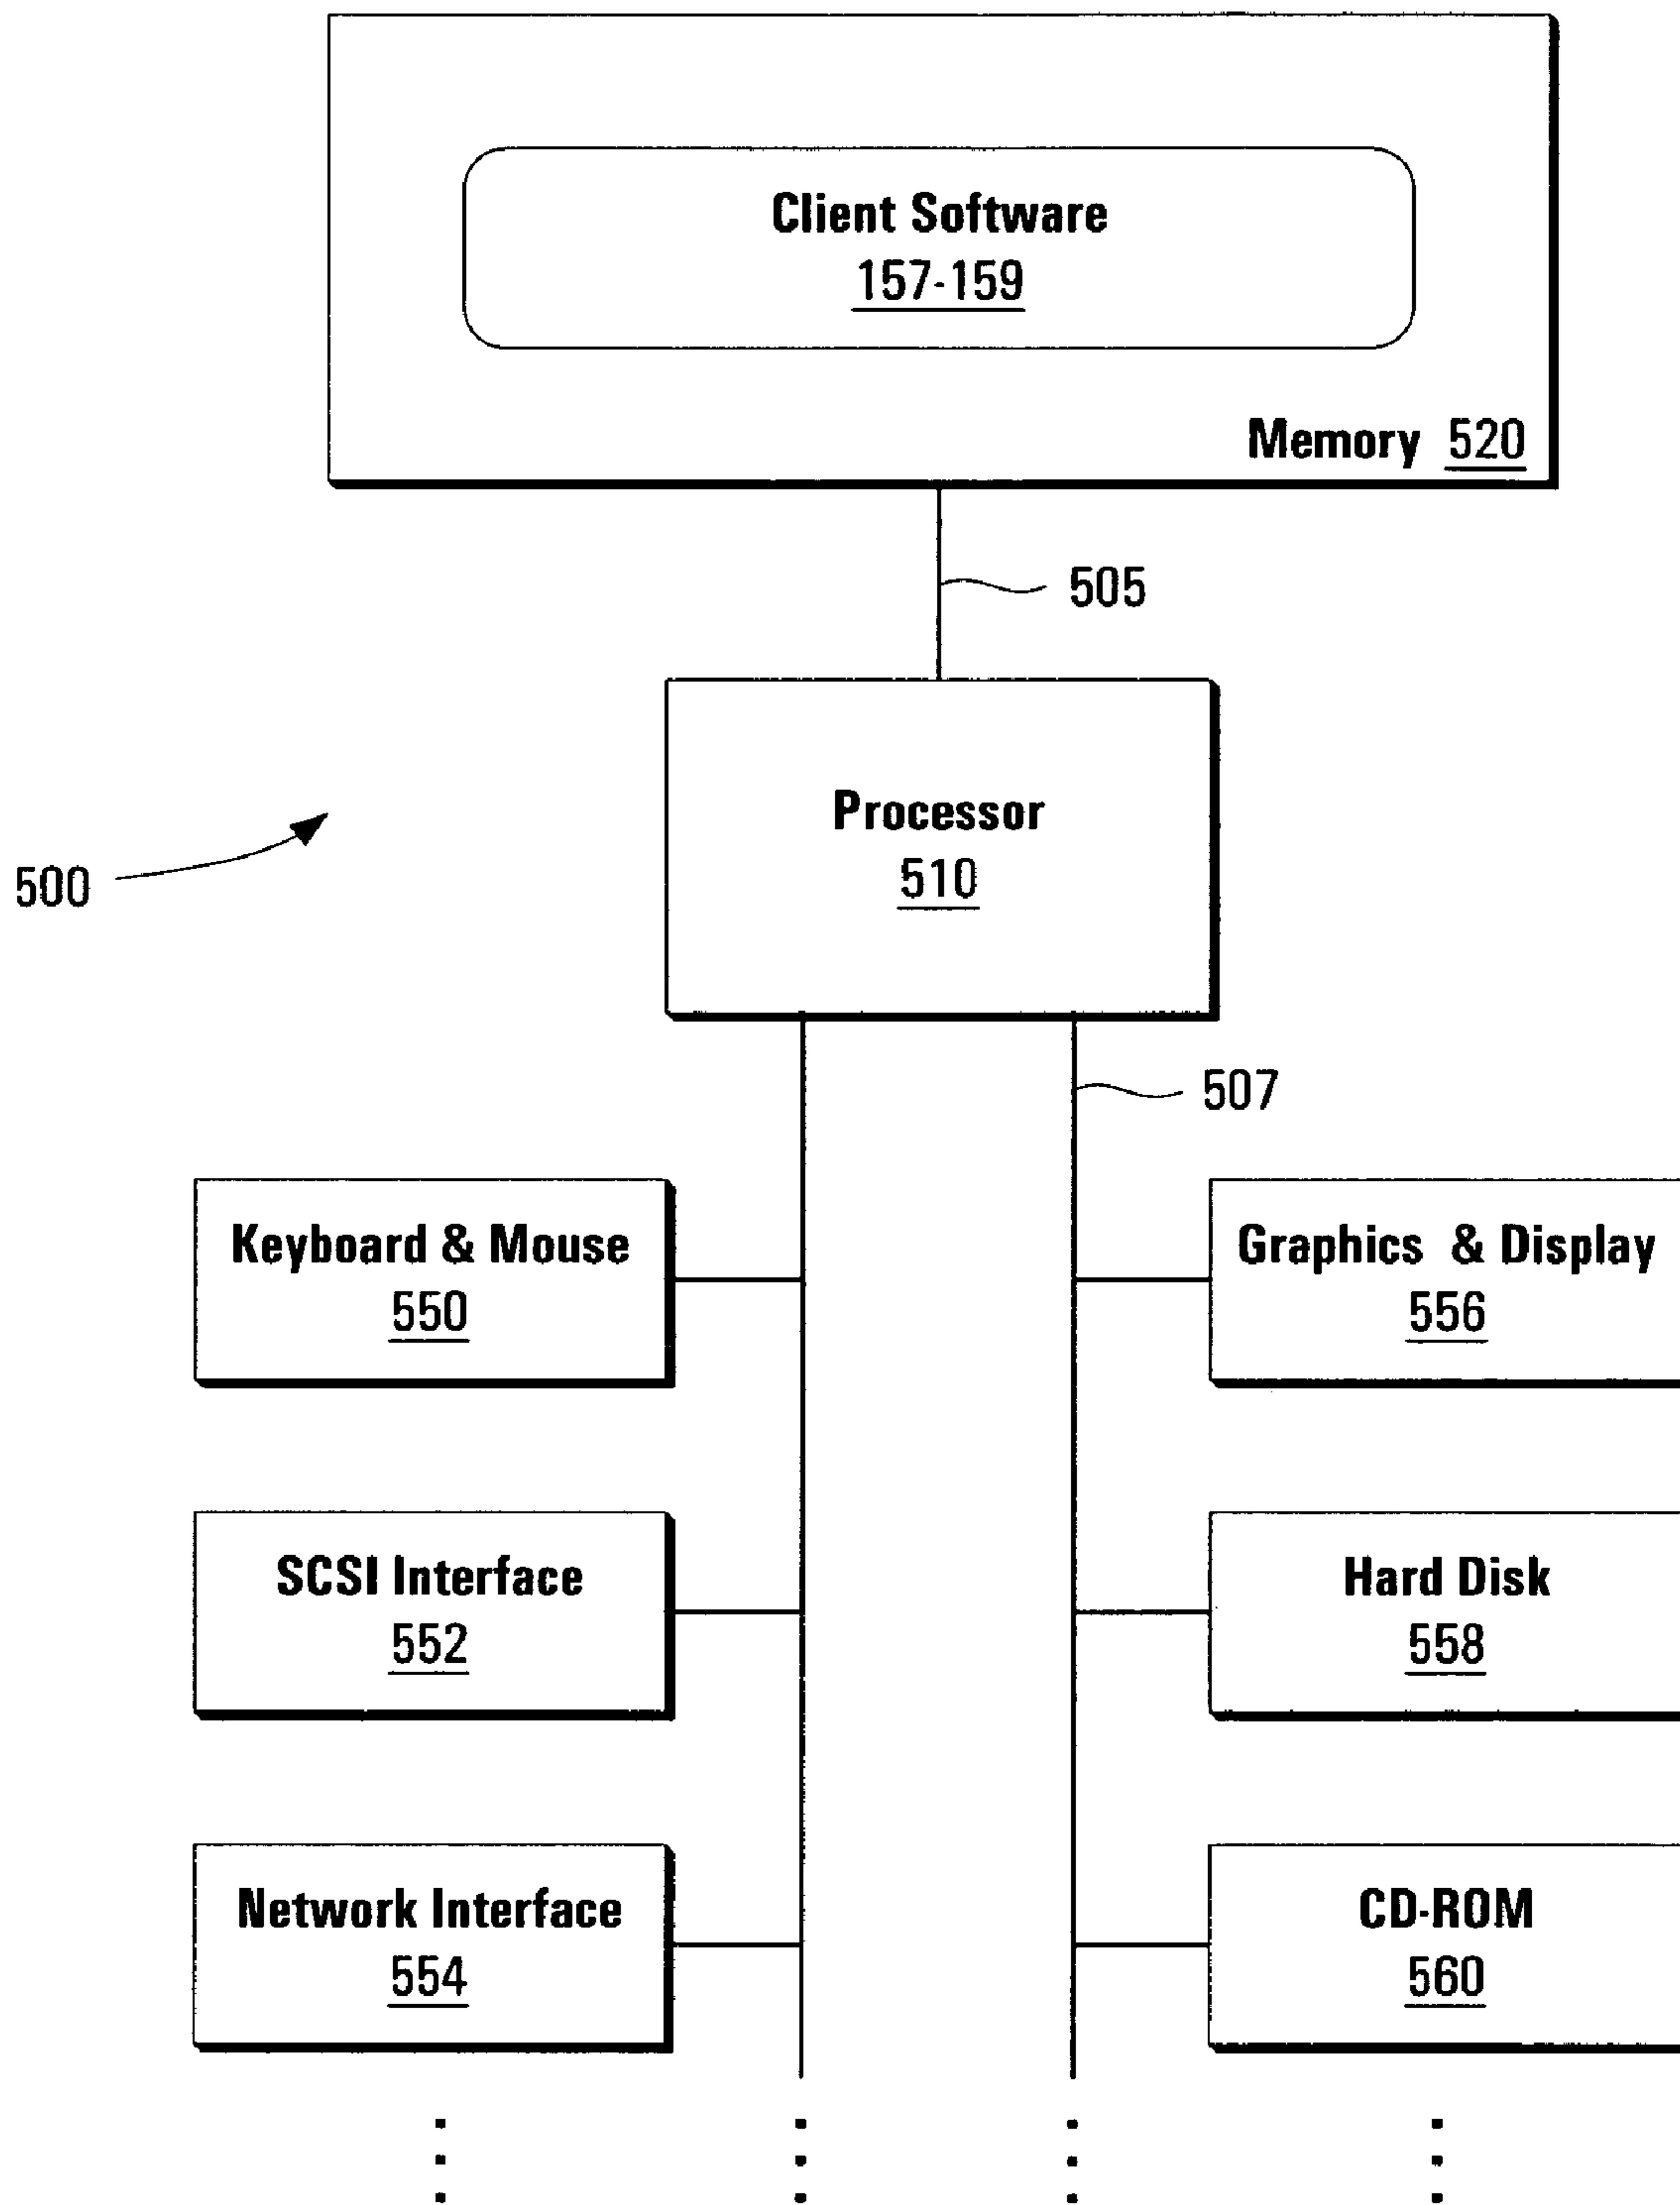 Client Software
157-159
Memory 520
505
Processor
510
500
507
Keyboard & Mouse
550
Graphics & Display
556
SCSI Interface
552
Hard Disk
558
Network Interface
554
CD-ROM
560